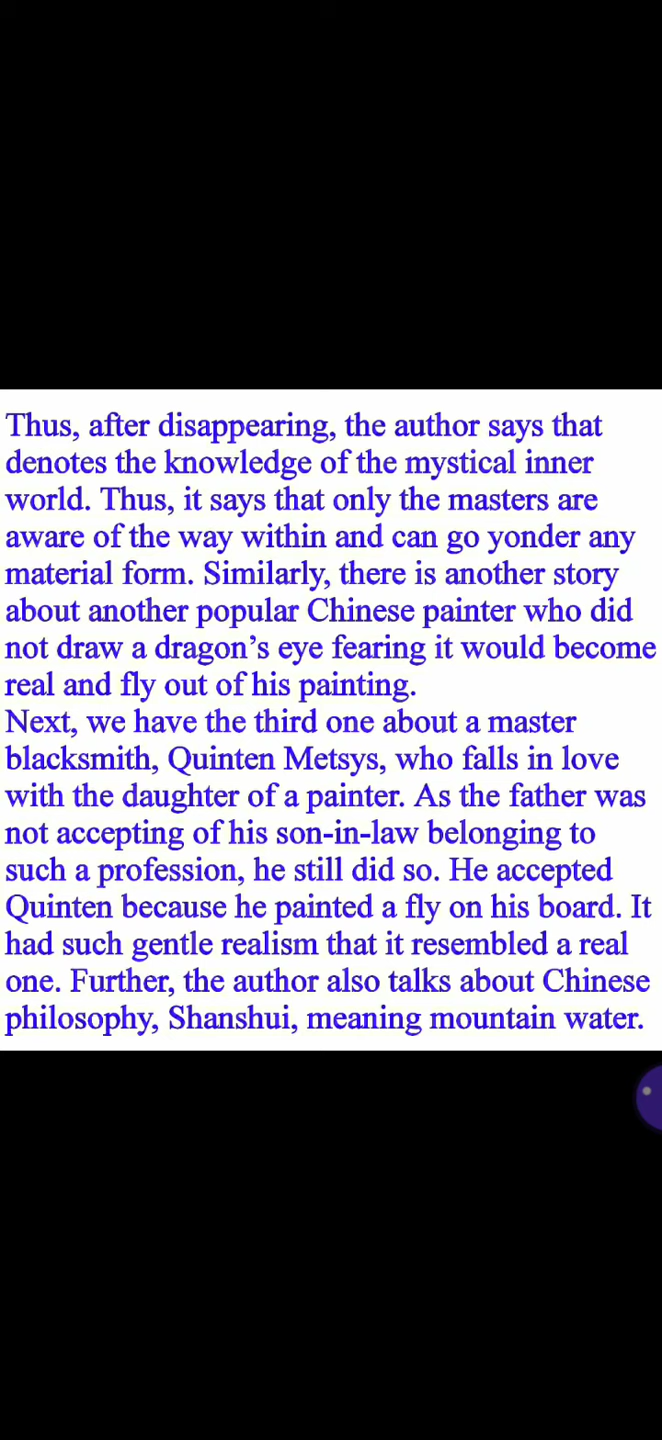 Thus, after disappearing, the author says that
denotes the knowledge of the mystical inner
world. Thus, it says that only the masters are
aware of the way within and can go yonder any
material form. Similarly, there is another story
about another popular Chinese painter who did
not draw a dragon’s eye fearing it would become
real and fly out of his painting.
Next, we have the third one about a master
blacksmith, Quinten Metsys, who falls in love
with the daughter of a painter. As the father was
not accepting of his son-in-law belonging to
such a profession, he still did so. He accepted
Quinten because he painted a fly on his board. It
had such gentle realism that it resembled a real
one. Further, the author also talks about Chinese
philosophy, Shanshui, meaning mountain water.